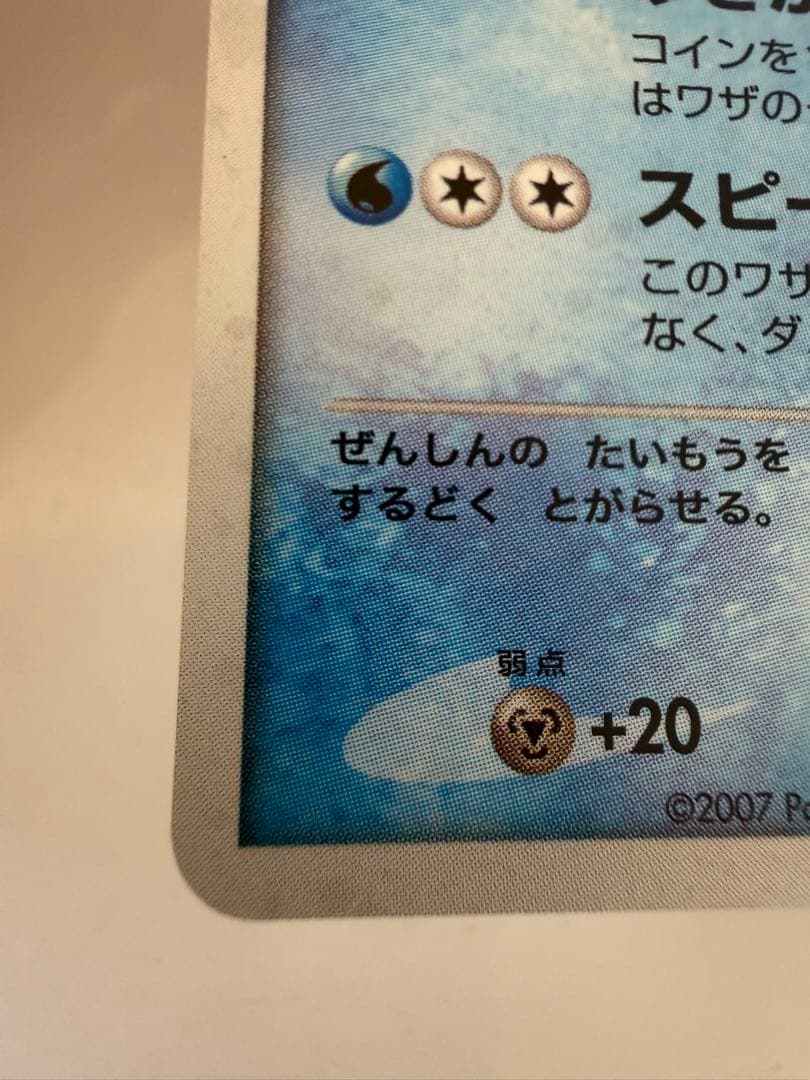 コインを
はワザの
スピー
このワザ
なく、ダ
ぜんしんの たいもうを
するどく とがらせる。
弱点
+20
©2007